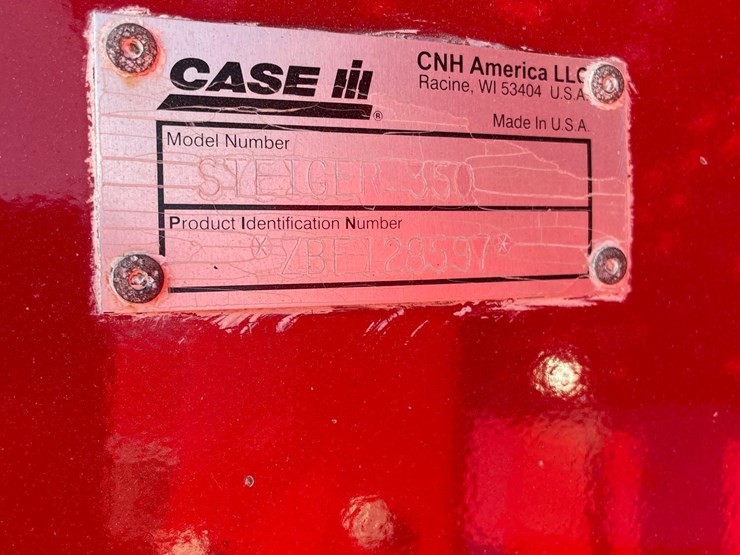 CASE IH
®
CNH America LLC
Racine, WI 53404 U.S.A.
Made In U.S.A.
Model Number
STEIGER 350
Product Identification Number
*ZBF128597*